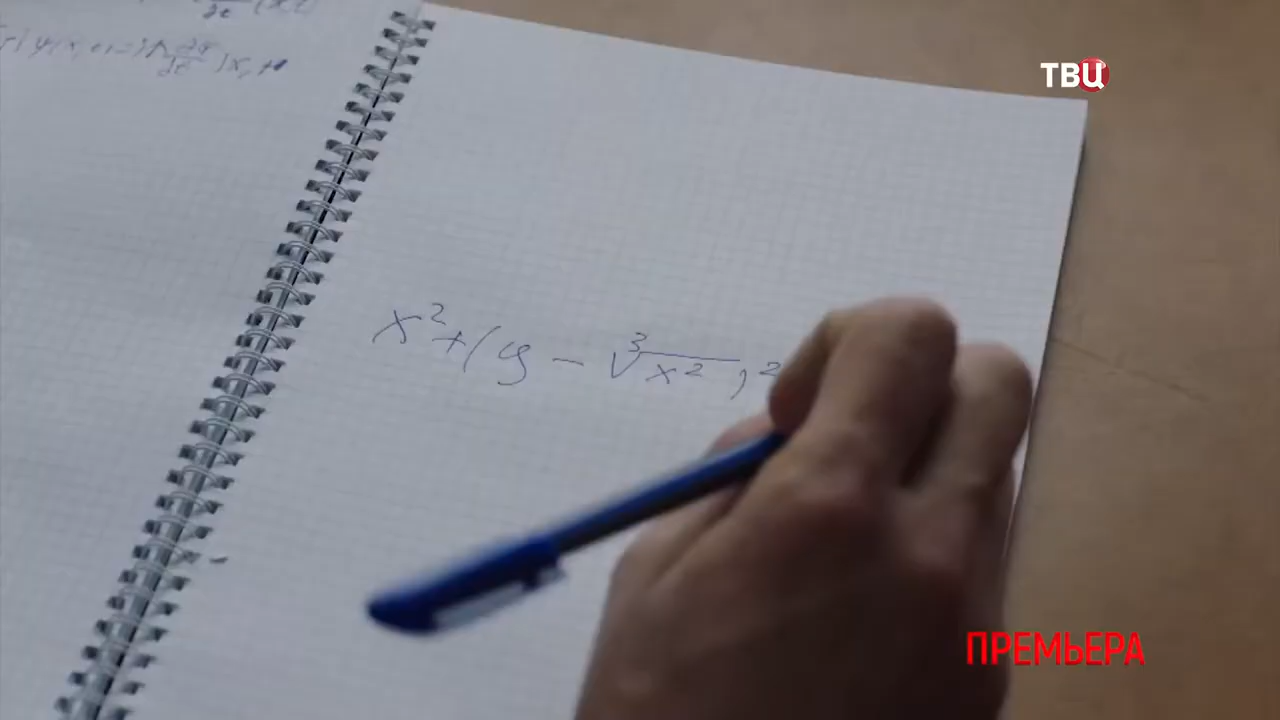 ТВЦ
x² + (y - ∛x²)²
ПРЕМЬЕРА